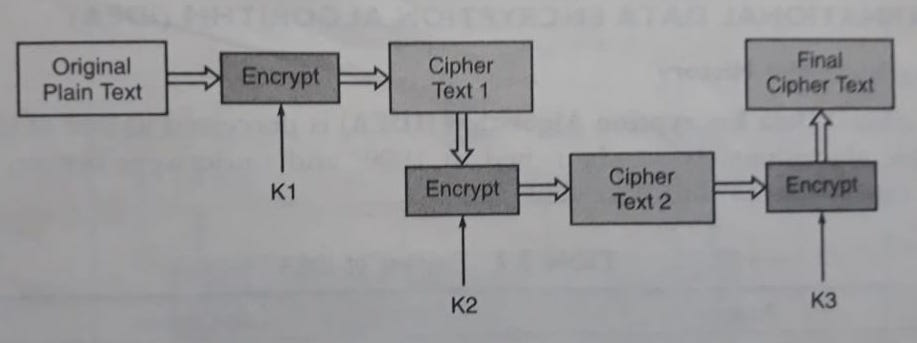 Original
Plain Text
Encrypt
Cipher
Text 1
K1
Encrypt
Cipher
Text 2
K2
Encrypt
K3
Final
Cipher Text